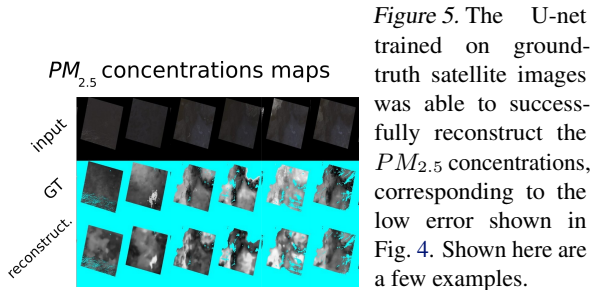 PM2.5 concentrations maps
input
GT
reconstruct.
Figure 5. The U-net
trained on ground-
truth satellite images
was able to success-
fully reconstruct the
PM2.5 concentrations,
corresponding to the
low error shown in
Fig. 4. Shown here are
a few examples.